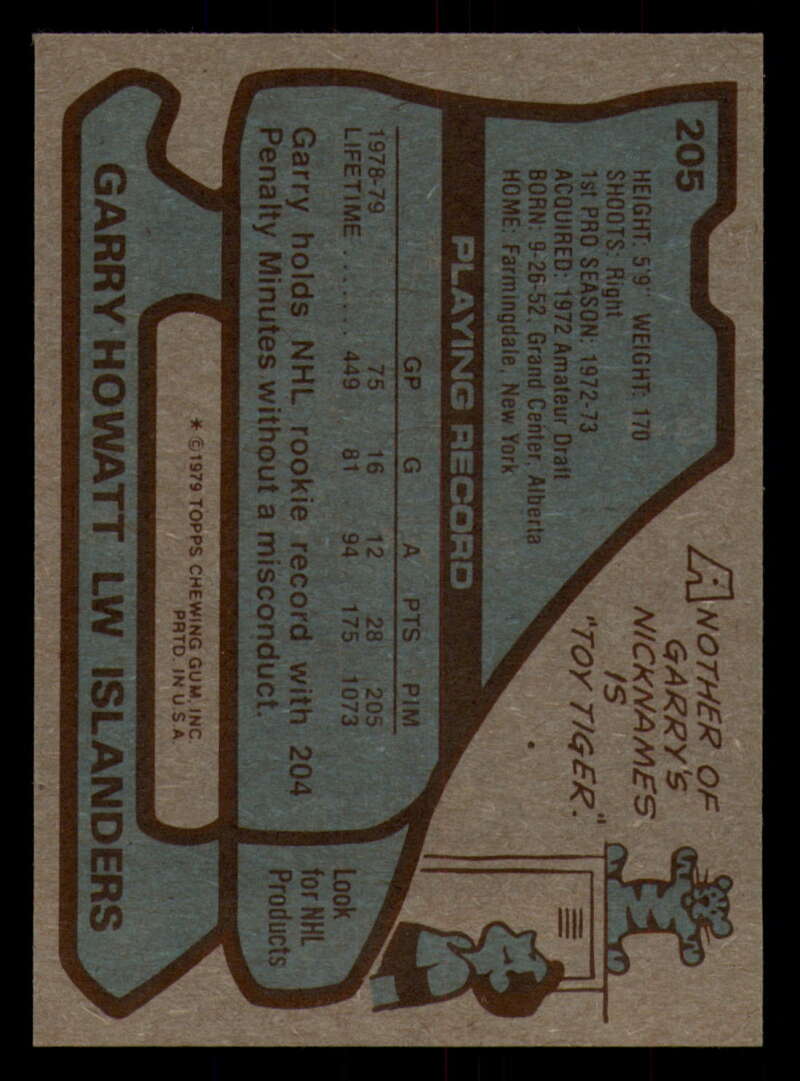 205
HEIGHT: 5'9" WEIGHT: 170
SHOOTS: Right
1st PRO SEASON: 1972-73
ACQUIRED: 1972 Amateur Draft
BORN: 9-26-52, Grand Center, Alberta
HOME: Farmingdale, New York
ANOTHER OF
GARRY'S
NICKNAMES
IS
"TOY TIGER."
PLAYING RECORD
GP G A PTS PIM
1978-79 75 16 12 28 205
LIFETIME ........ 449 81 94 175 1073
Garry holds NHL rookie record with 204
Penalty Minutes without a misconduct.
Look
for NHL
Products
* ©1979 TOPPS CHEWING GUM, INC.
PRTD. IN U.S.A.
GARRY HOWATT LW ISLANDERS